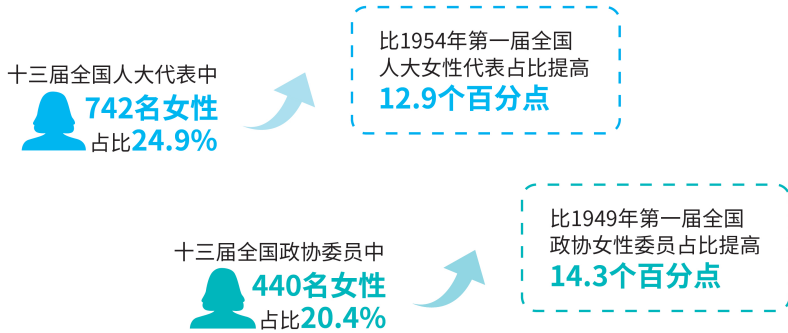 十三届全国人大代表中
742名女性
占比24.9%
比1954年第一届全国
人大女性代表占比提高
12.9个百分点
十三届全国政协委员中
440名女性
占比20.4%
比1949年第一届全国
政协女性委员占比提高
14.3个百分点